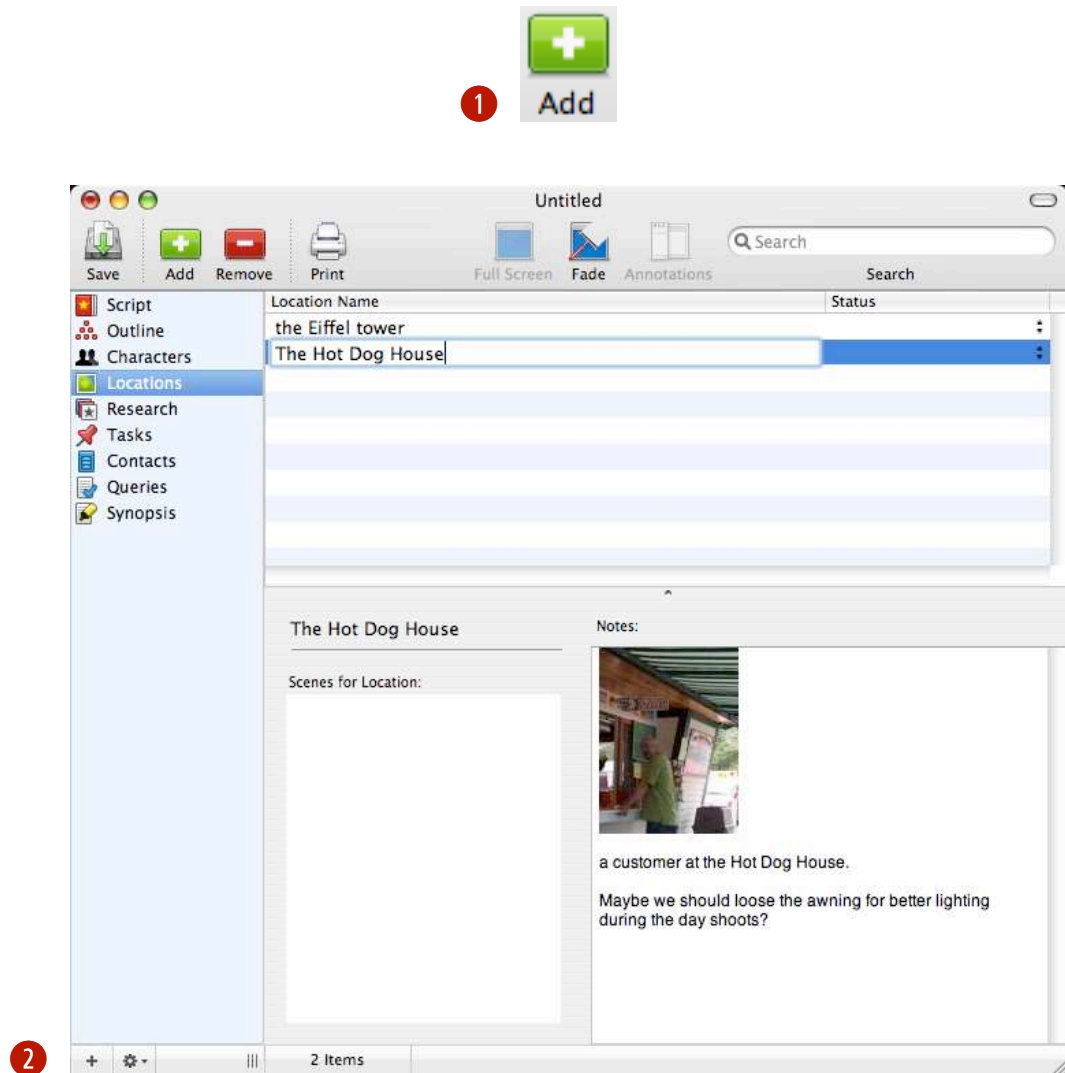 1 Add
Untitled
Search
Save Add Remove Print Full Screen Fade Annotations Search
Script
Outline
Characters
Locations
Research
Tasks
Contacts
Queries
Synopsis
Location Name Status
the Eiffel tower
The Hot Dog House
The Hot Dog House
Scenes for Location:
Notes:
a customer at the Hot Dog House.
Maybe we should loose the awning for better lighting
during the day shoots?
2 + 2 Items